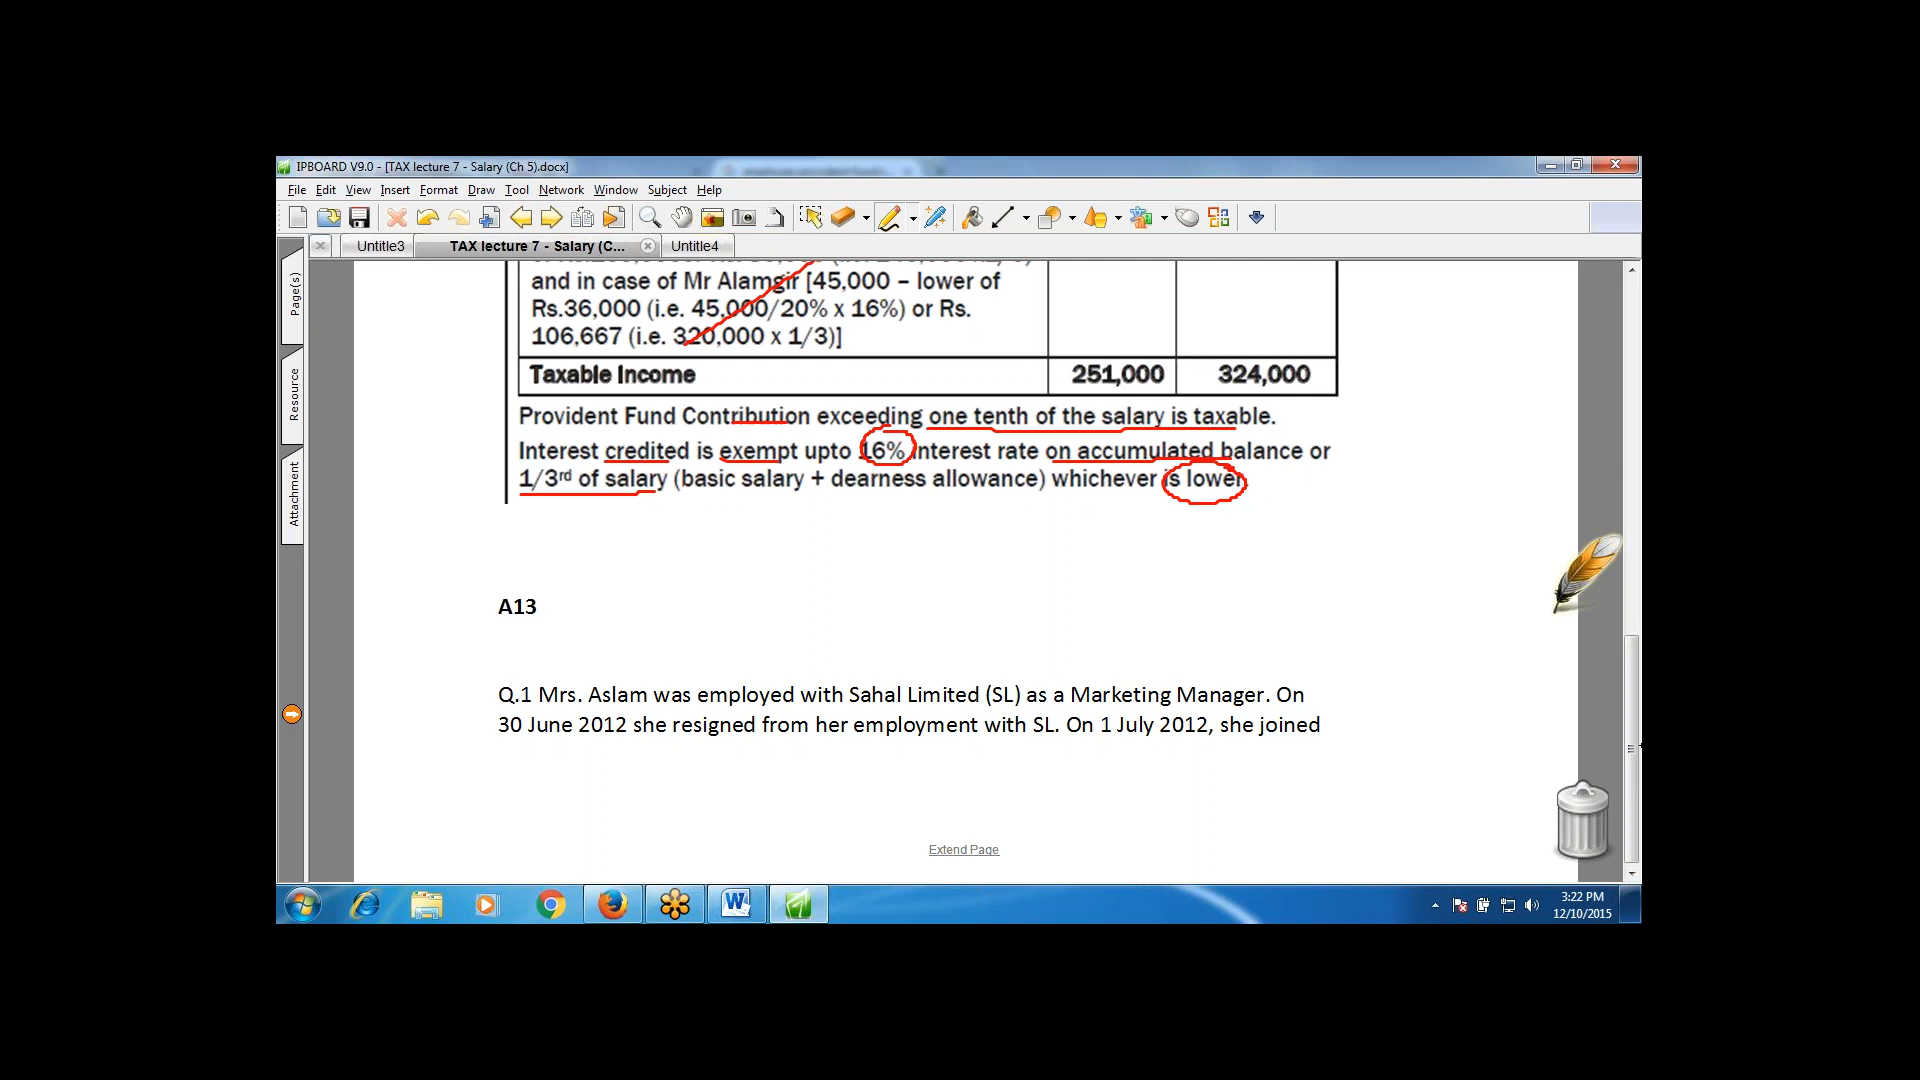 IPBOARD V9.0 - [TAX lecture 7 - Salary (Ch 5).docx]
File Edit View Insert Format Draw Tool Network Window Subject Help
Untitle3 TAX lecture 7 - Salary (C... Untitle4
Page(s)
Resource
Attachment
and in case of Mr Alamgir [45,000 – lower of
Rs.36,000 (i.e. 45,000/20% x 16%) or Rs.
106,667 (i.e. 320,000 x 1/3)]
Taxable Income 251,000 324,000
Provident Fund Contribution exceeding one tenth of the salary is taxable.
Interest credited is exempt upto 16% interest rate on accumulated balance or
1/3rd of salary (basic salary + dearness allowance) whichever is lower
A13
Q.1 Mrs. Aslam was employed with Sahal Limited (SL) as a Marketing Manager. On
30 June 2012 she resigned from her employment with SL. On 1 July 2012, she joined
Extend Page
3:22 PM
12/10/2015